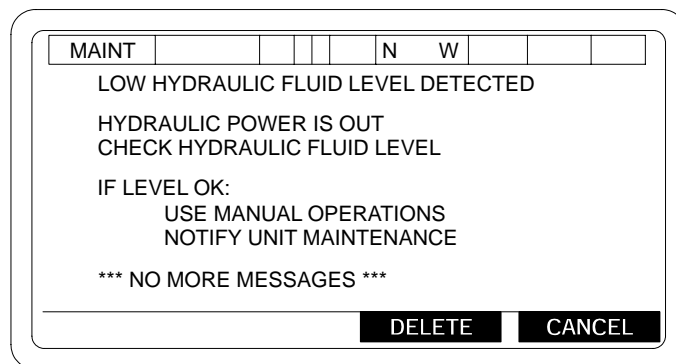 MAINT N W
LOW HYDRAULIC FLUID LEVEL DETECTED
HYDRAULIC POWER IS OUT
CHECK HYDRAULIC FLUID LEVEL
IF LEVEL OK:
USE MANUAL OPERATIONS
NOTIFY UNIT MAINTENANCE
*** NO MORE MESSAGES ***
DELETE CANCEL